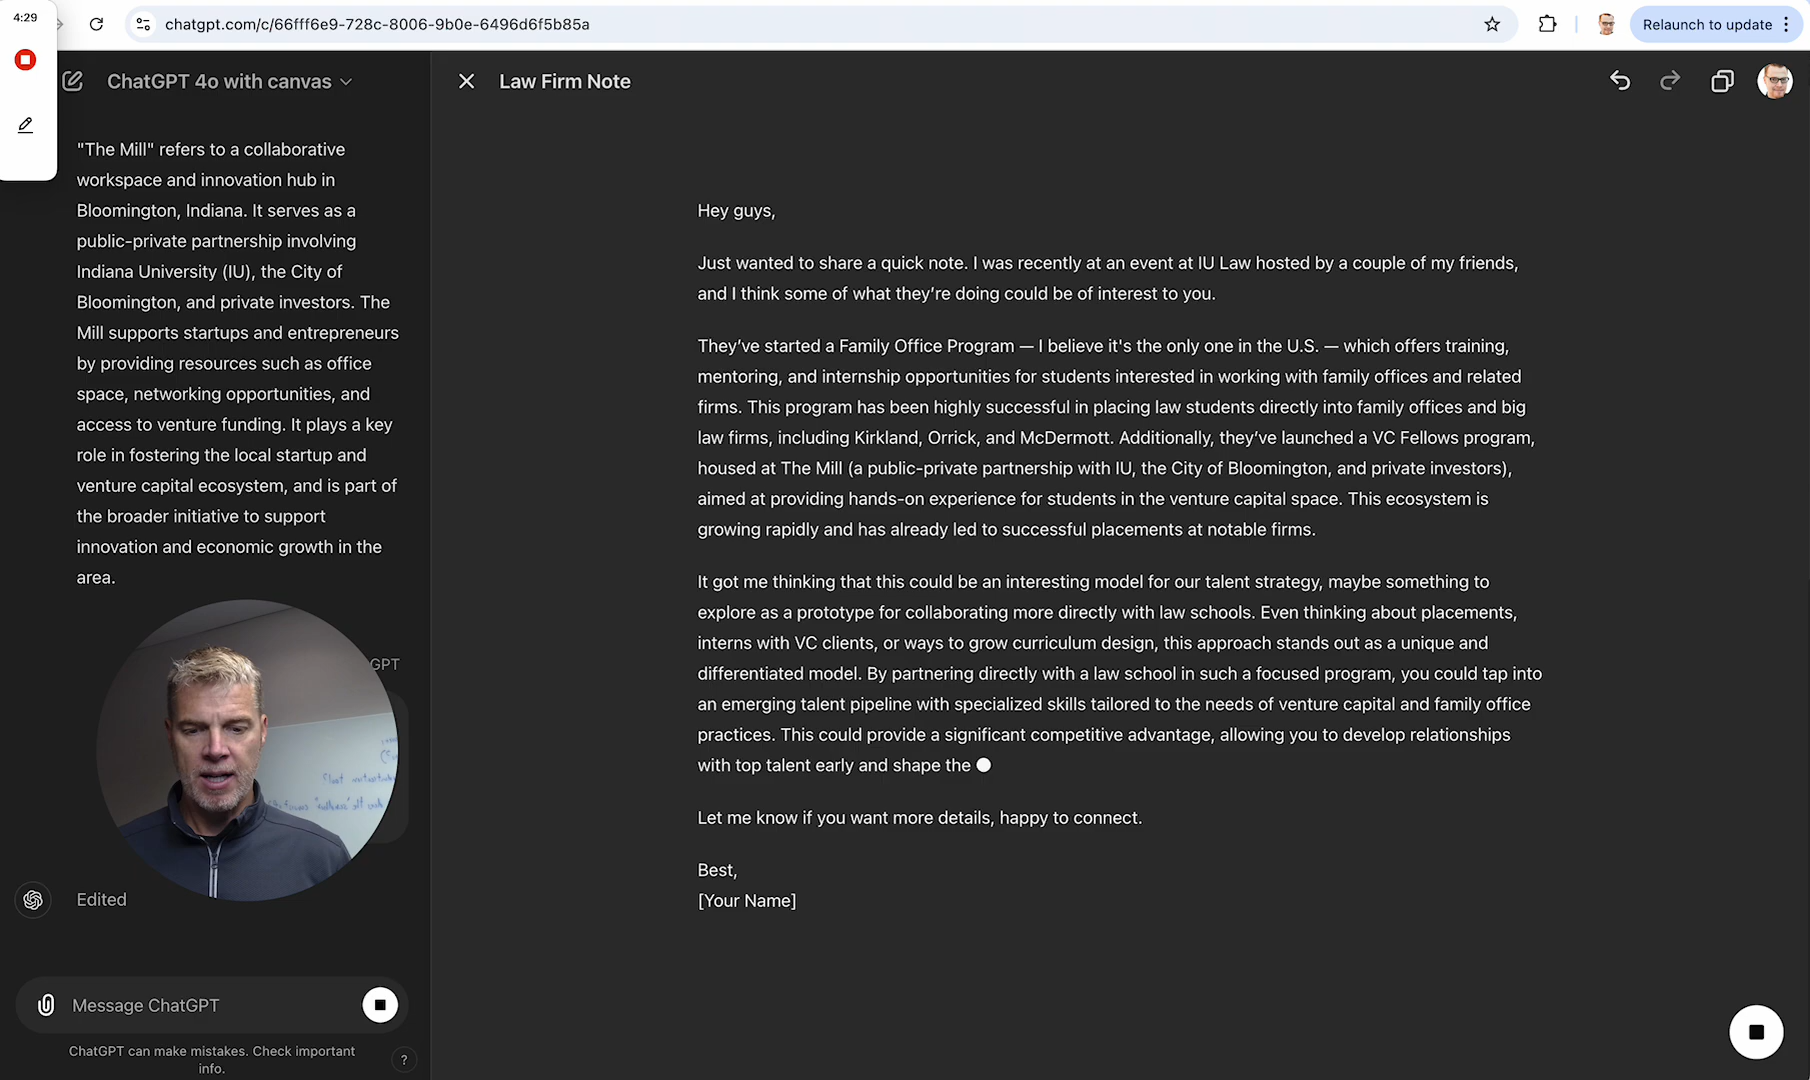 4:29
chatgpt.com/c/66fff6e9-728c-8006-9b0e-6496d6f5b85a
Relaunch to update
ChatGPT 4o with canvas
Law Firm Note
"The Mill" refers to a collaborative
workspace and innovation hub in
Bloomington, Indiana. It serves as a
public-private partnership involving
Indiana University (IU), the City of
Bloomington, and private investors. The
Mill supports startups and entrepreneurs
by providing resources such as office
space, networking opportunities, and
access to venture funding. It plays a key
role in fostering the local startup and
venture capital ecosystem, and is part of
the broader initiative to support
innovation and economic growth in the
area.
GPT
Edited
Message ChatGPT
ChatGPT can make mistakes. Check important
info.
?
Hey guys,
Just wanted to share a quick note. I was recently at an event at IU Law hosted by a couple of my friends,
and I think some of what they’re doing could be of interest to you.
They’ve started a Family Office Program — I believe it's the only one in the U.S. — which offers training,
mentoring, and internship opportunities for students interested in working with family offices and related
firms. This program has been highly successful in placing law students directly into family offices and big
law firms, including Kirkland, Orrick, and McDermott. Additionally, they’ve launched a VC Fellows program,
housed at The Mill (a public-private partnership with IU, the City of Bloomington, and private investors),
aimed at providing hands-on experience for students in the venture capital space. This ecosystem is
growing rapidly and has already led to successful placements at notable firms.
It got me thinking that this could be an interesting model for our talent strategy, maybe something to
explore as a prototype for collaborating more directly with law schools. Even thinking about placements,
interns with VC clients, or ways to grow curriculum design, this approach stands out as a unique and
differentiated model. By partnering directly with a law school in such a focused program, you could tap into
an emerging talent pipeline with specialized skills tailored to the needs of venture capital and family office
practices. This could provide a significant competitive advantage, allowing you to develop relationships
with top talent early and shape the
Let me know if you want more details, happy to connect.
Best,
[Your Name]